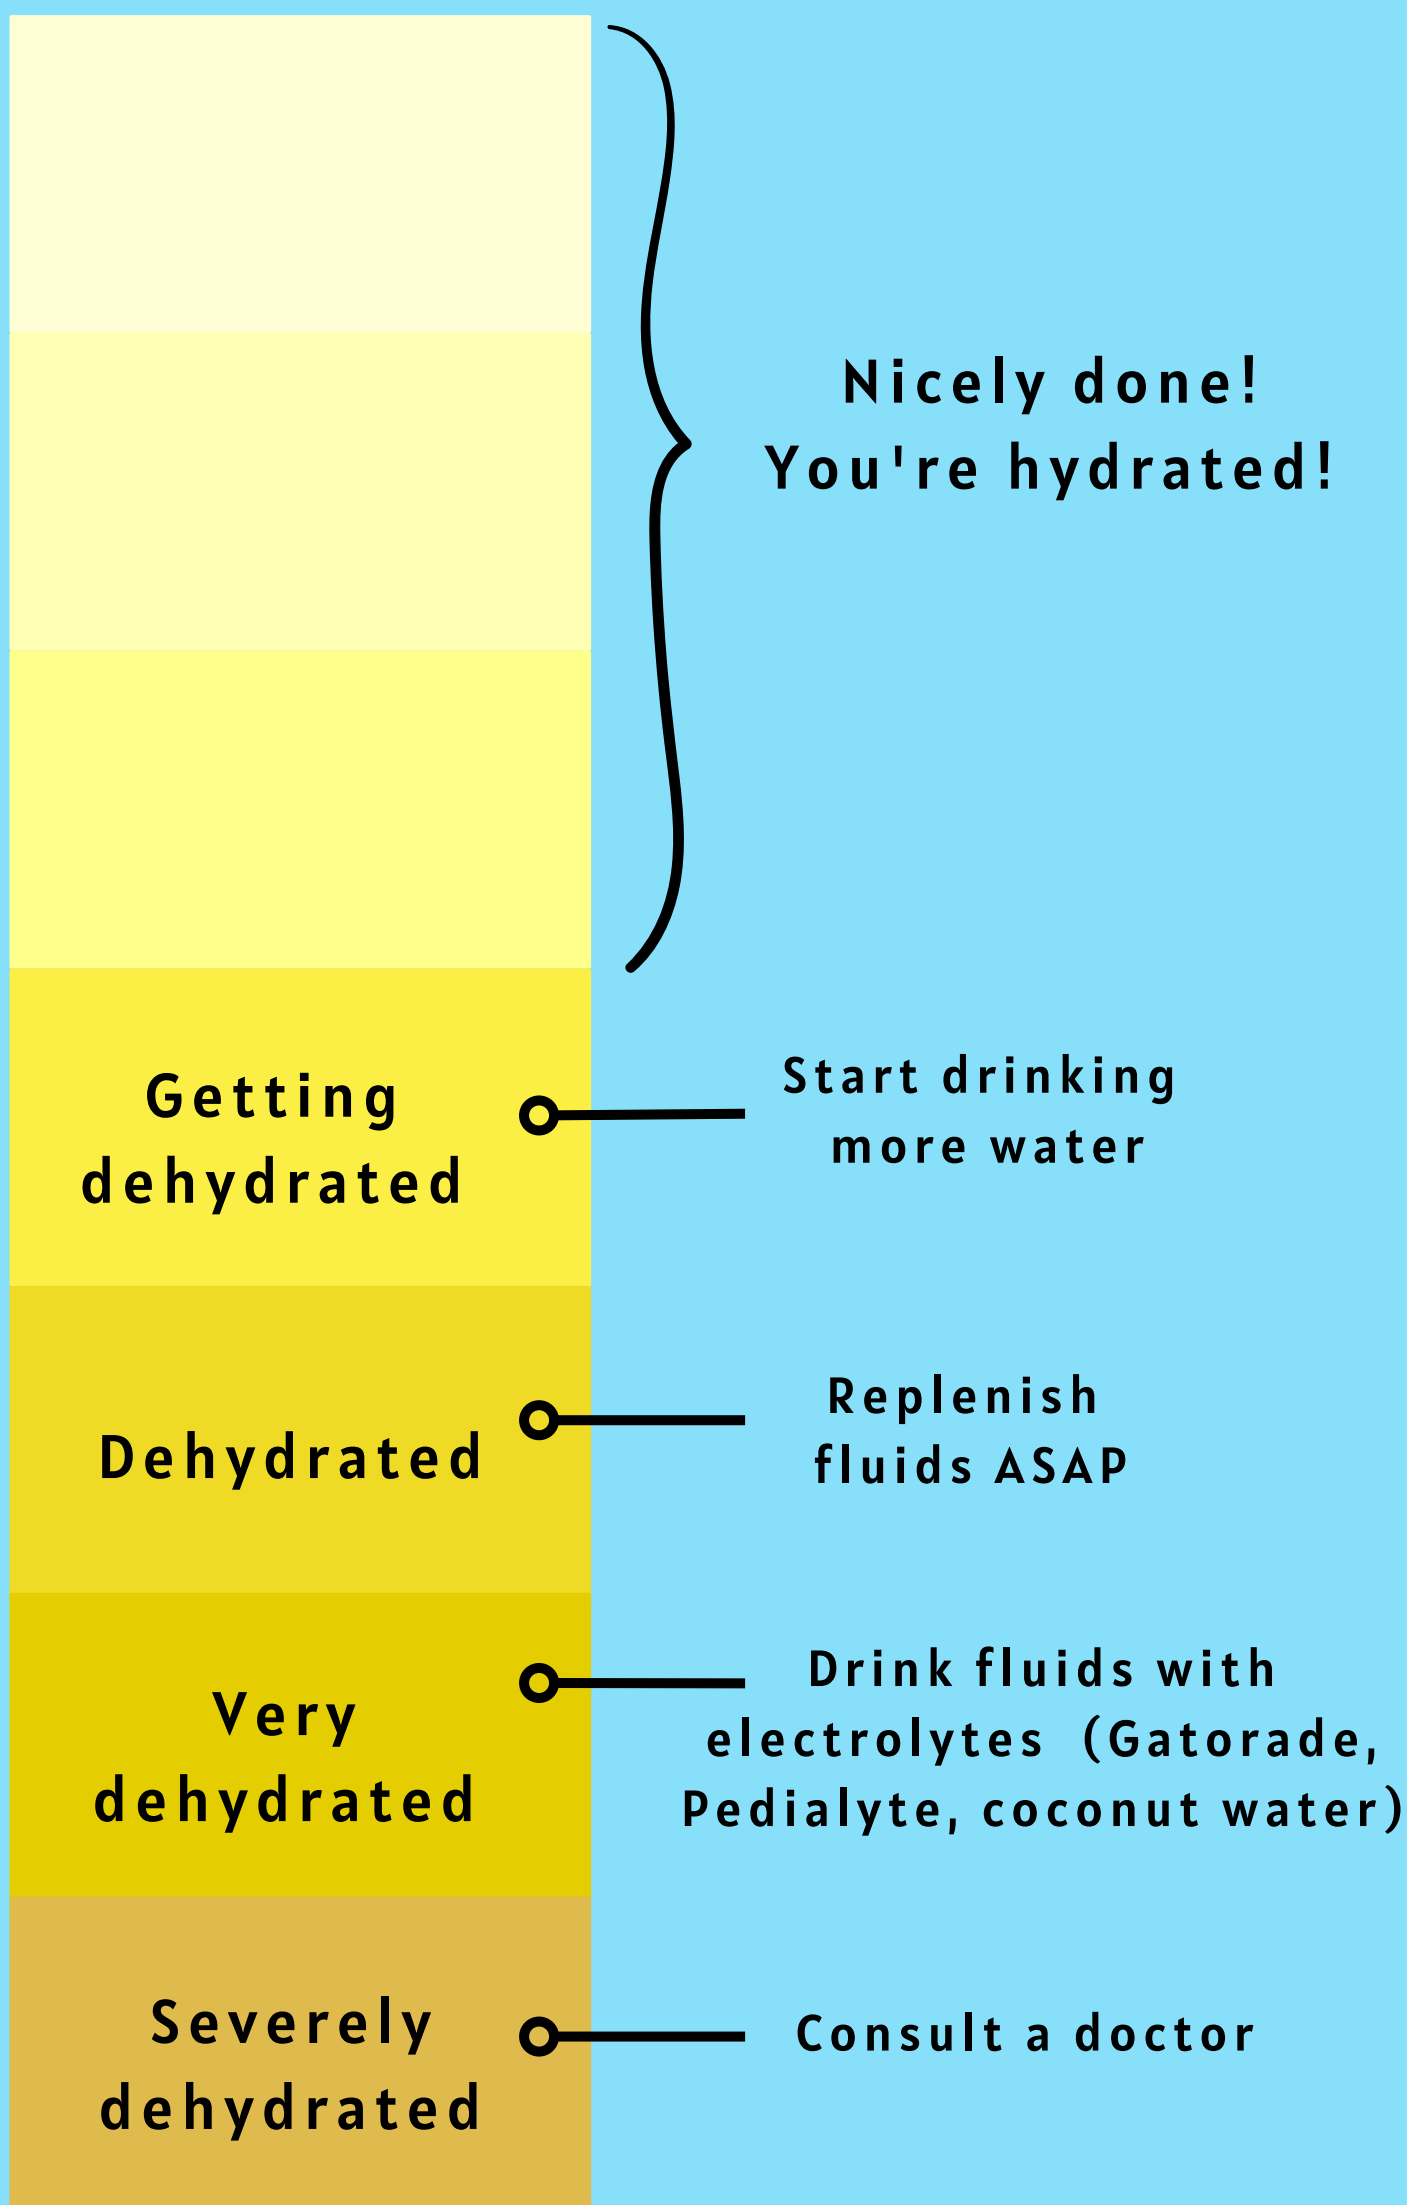 Nicely done!
You're hydrated!
Getting
dehydrated
Start drinking
more water
Dehydrated
Replenish
fluids ASAP
Very
dehydrated
Drink fluids with
electrolytes (Gatorade,
Pedialyte, coconut water)
Severely
dehydrated
Consult a doctor